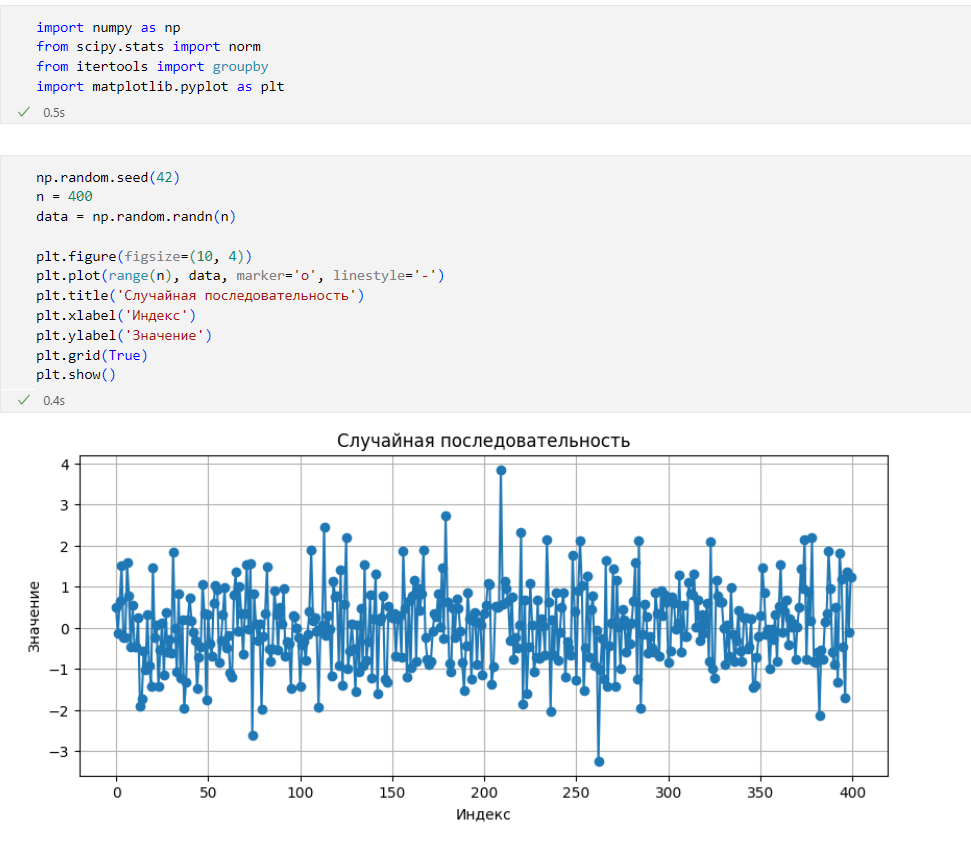 import numpy as np
from scipy.stats import norm
from itertools import groupby
import matplotlib.pyplot as plt
0.5s
np.random.seed(42)
n = 400
data = np.random.randn(n)
plt.figure(figsize=(10, 4))
plt.plot(range(n), data, marker='o', linestyle='-')
plt.title('Случайная последовательность')
plt.xlabel('Индекс')
plt.ylabel('Значение')
plt.grid(True)
plt.show()
0.4s
Случайная последовательность
Значение
4
3
2
1
0
−1
−2
−3
0 50 100 150 200 250 300 350 400
Индекс